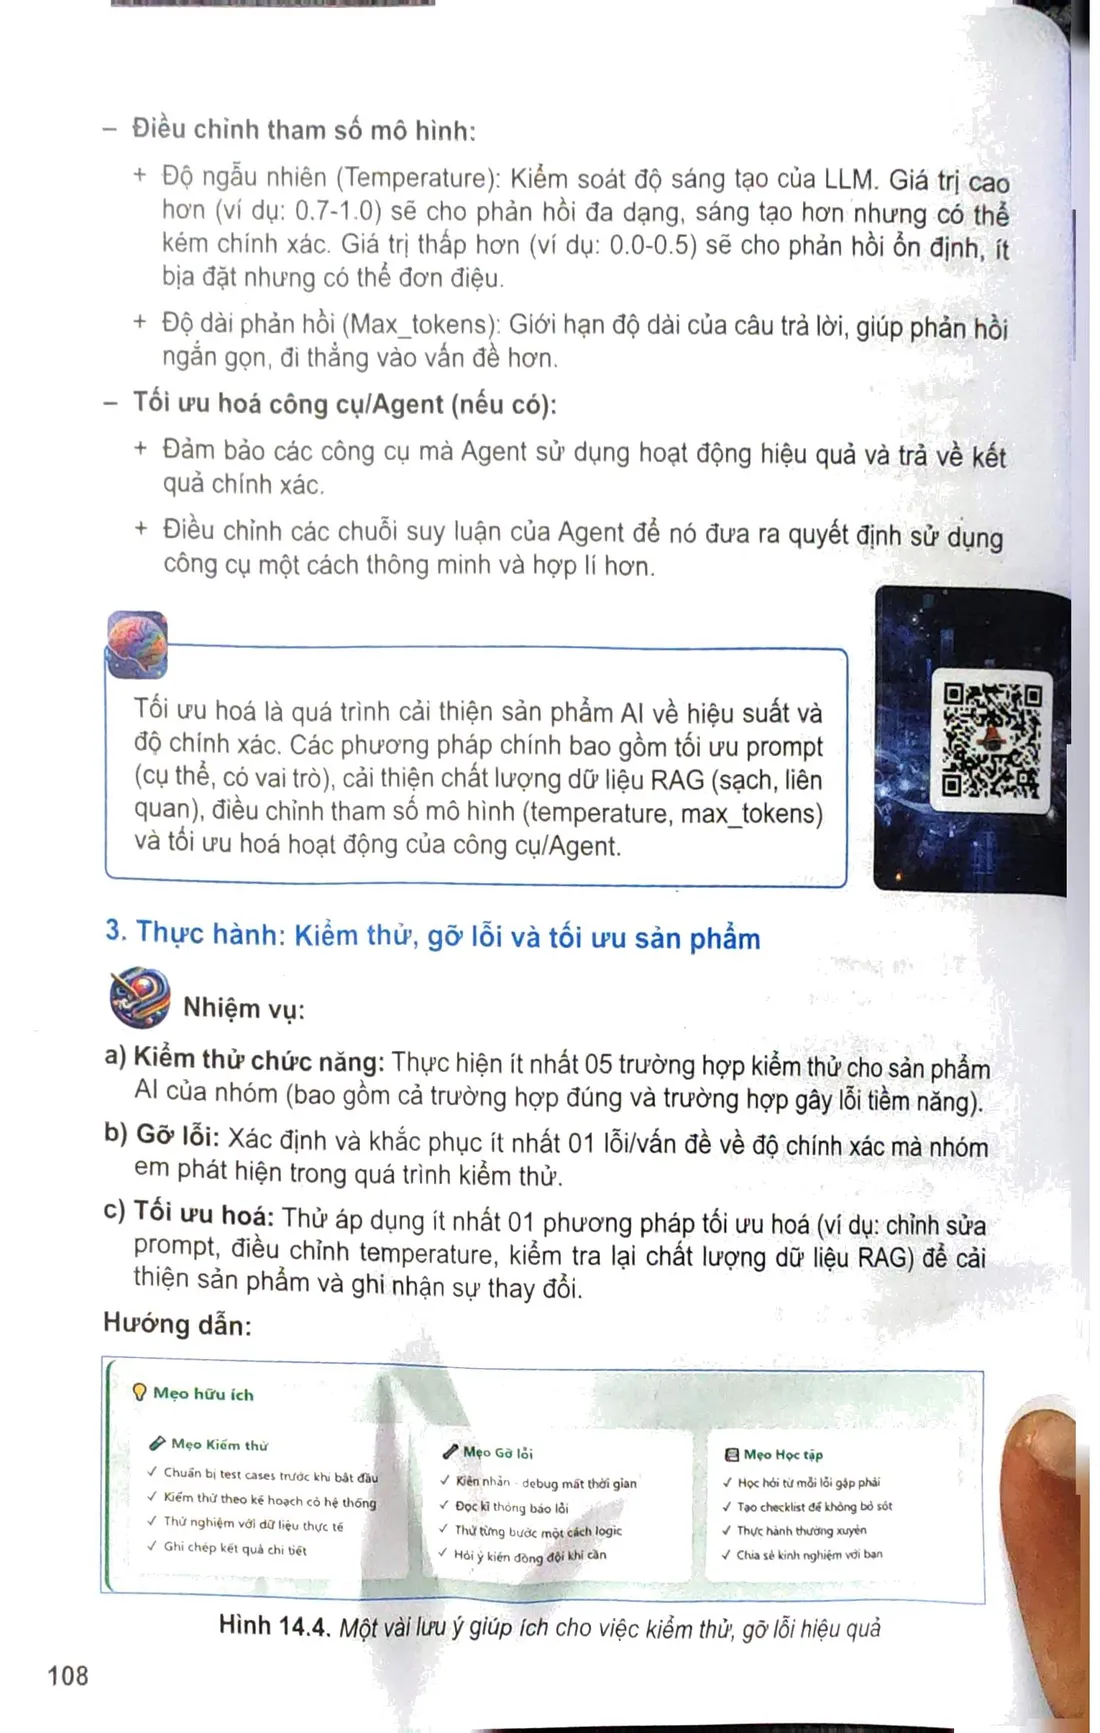 – Điều chỉnh tham số mô hình:
+ Độ ngẫu nhiên (Temperature): Kiểm soát độ sáng tạo của LLM. Giá trị cao
hơn (ví dụ: 0.7-1.0) sẽ cho phản hồi đa dạng, sáng tạo hơn nhưng có thể
kém chính xác. Giá trị thấp hơn (ví dụ: 0.0-0.5) sẽ cho phản hồi ổn định, ít
bịa đặt nhưng có thể đơn điệu.
+ Độ dài phản hồi (Max_tokens): Giới hạn độ dài của câu trả lời, giúp phản hồi
ngắn gọn, đi thẳng vào vấn đề hơn.
– Tối ưu hoá công cụ/Agent (nếu có):
+ Đảm bảo các công cụ mà Agent sử dụng hoạt động hiệu quả và trả về kết
quả chính xác.
+ Điều chỉnh các chuỗi suy luận của Agent để nó đưa ra quyết định sử dụng
công cụ một cách thông minh và hợp lí hơn.
Tối ưu hoá là quá trình cải thiện sản phẩm AI về hiệu suất và
độ chính xác. Các phương pháp chính bao gồm tối ưu prompt
(cụ thể, có vai trò), cải thiện chất lượng dữ liệu RAG (sạch, liên
quan), điều chỉnh tham số mô hình (temperature, max_tokens)
và tối ưu hoá hoạt động của công cụ/Agent.
3. Thực hành: Kiểm thử, gỡ lỗi và tối ưu sản phẩm
Nhiệm vụ:
a) Kiểm thử chức năng: Thực hiện ít nhất 05 trường hợp kiểm thử cho sản phẩm
AI của nhóm (bao gồm cả trường hợp đúng và trường hợp gây lỗi tiềm năng).
b) Gỡ lỗi: Xác định và khắc phục ít nhất 01 lỗi/vấn đề về độ chính xác mà nhóm
em phát hiện trong quá trình kiểm thử.
c) Tối ưu hoá: Thử áp dụng ít nhất 01 phương pháp tối ưu hoá (ví dụ: chỉnh sửa
prompt, điều chỉnh temperature, kiểm tra lại chất lượng dữ liệu RAG) để cải
thiện sản phẩm và ghi nhận sự thay đổi.
Hướng dẫn:
Mẹo hữu ích
Mẹo Kiểm thử
✓ Chuẩn bị test cases trước khi bắt đầu
✓ Kiểm thử theo kế hoạch có hệ thống
✓ Thử nghiệm với dữ liệu thực tế
✓ Ghi chép kết quả chi tiết
Mẹo Gỡ lỗi
✓ Kiên nhẫn - debug mất thời gian
✓ Đọc kĩ thông báo lỗi
✓ Thử từng bước một cách logic
✓ Hỏi ý kiến đồng đội khi cần
Mẹo Học tập
✓ Học hỏi từ mỗi lỗi gặp phải
✓ Tạo checklist để không bỏ sót
✓ Thực hành thường xuyên
✓ Chia sẻ kinh nghiệm với bạn
Hình 14.4. Một vài lưu ý giúp ích cho việc kiểm thử, gỡ lỗi hiệu quả
108